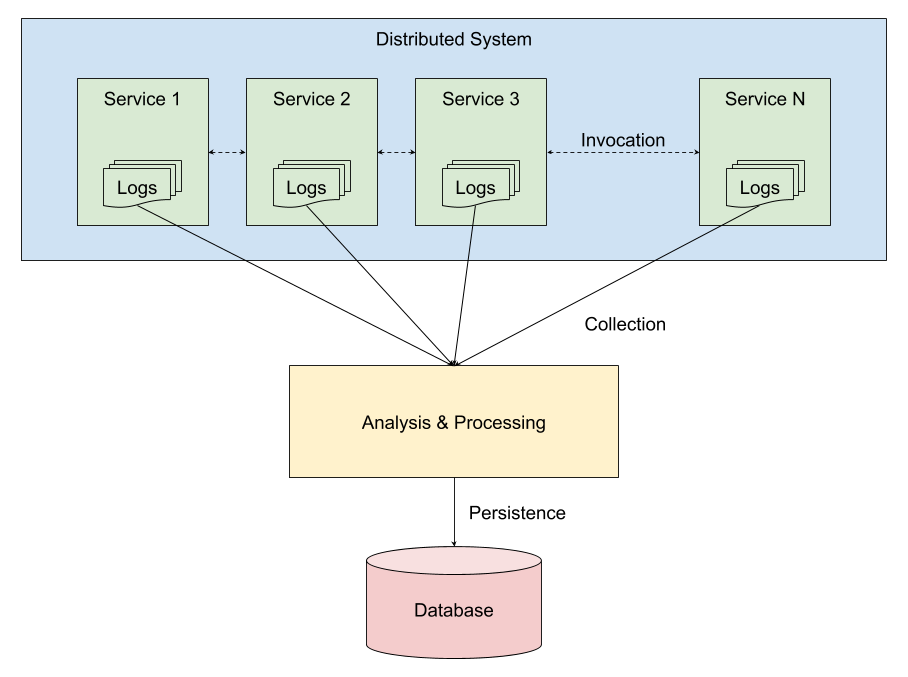 Distributed System
Service 1
Service 2
Service 3
Service N
Invocation
Logs
Logs
Logs
Logs
Collection
Analysis & Processing
Persistence
Database